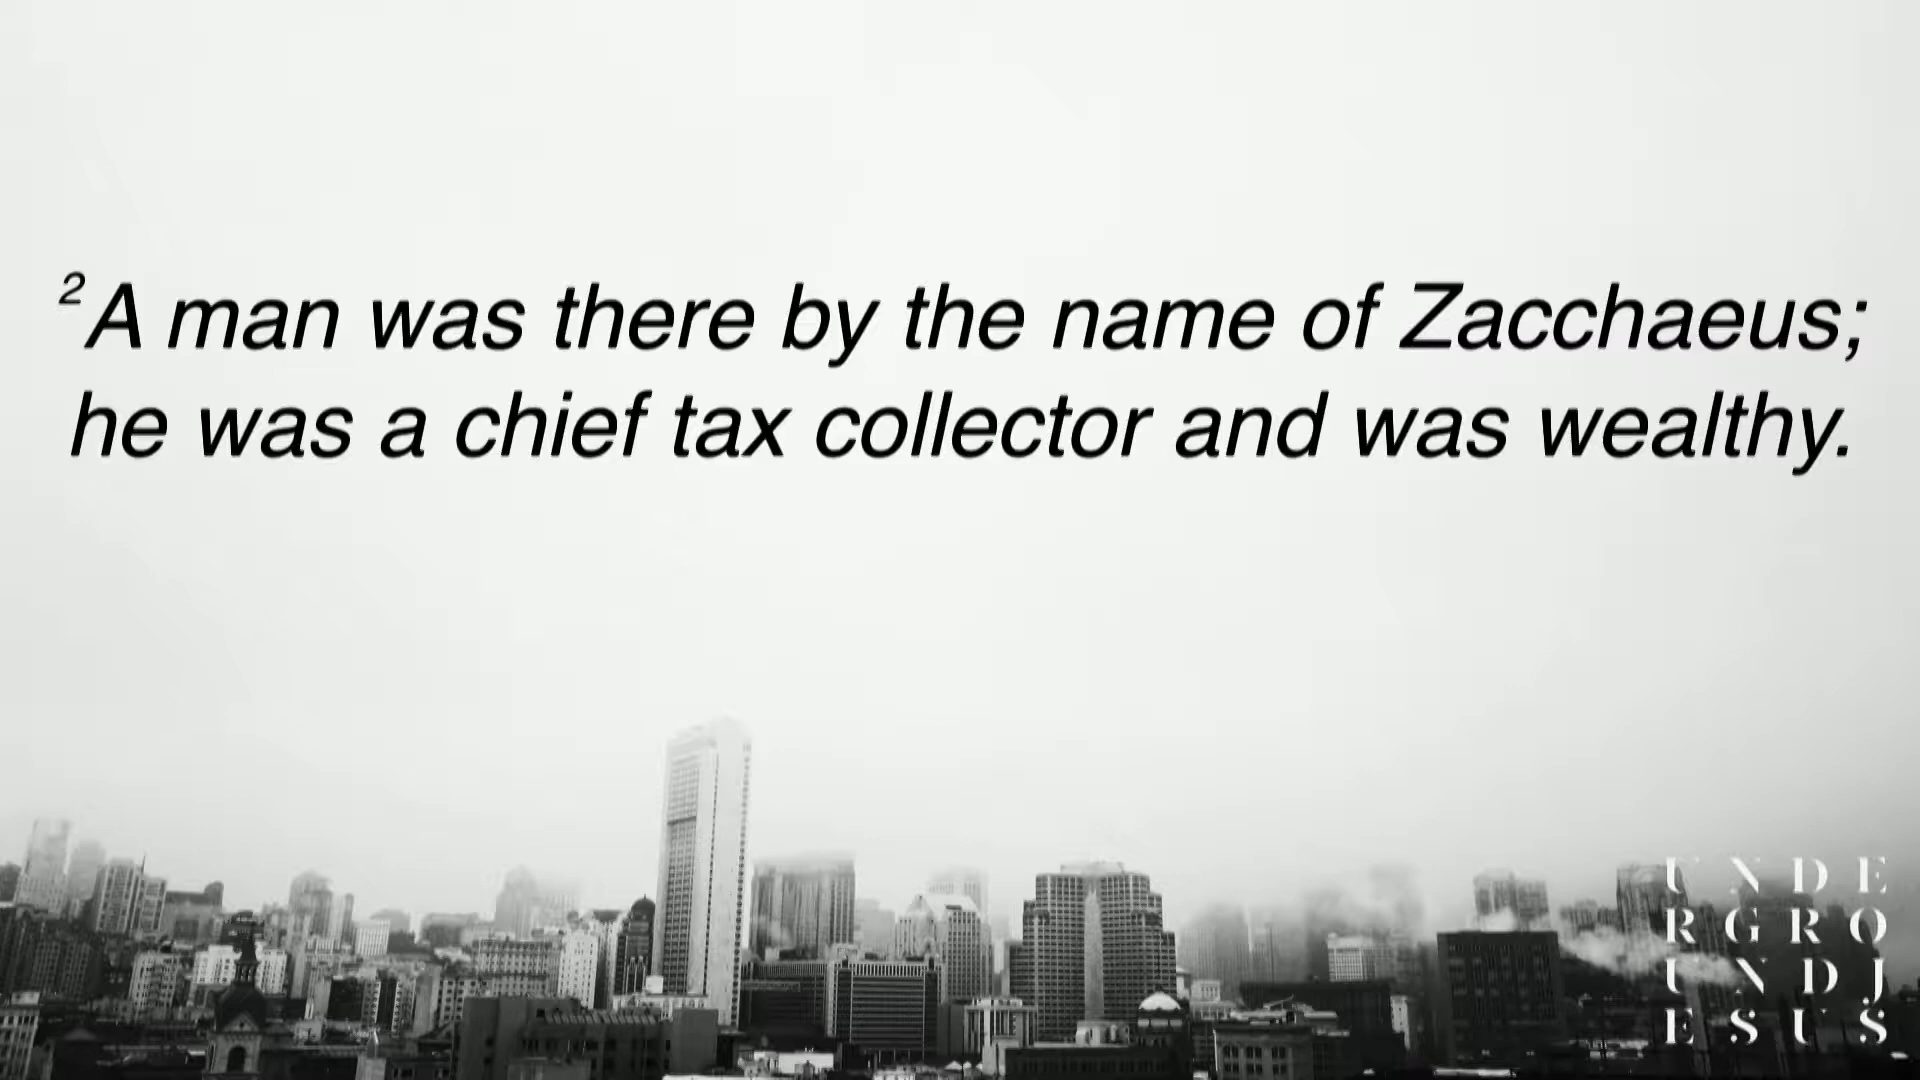 ²A man was there by the name of Zacchaeus;
he was a chief tax collector and was wealthy.
UNDE
RGRO
UNDJ
ESUS